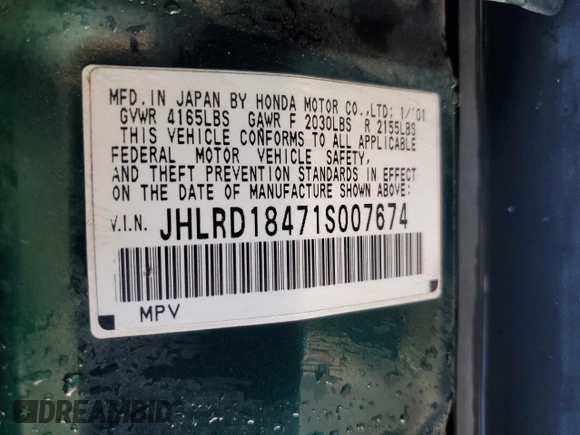 MFD. IN JAPAN BY HONDA MOTOR CO., LTD; 1/'01
GVWR 4165LBS GAWR F 2030LBS R 2155LBS
THIS VEHICLE CONFORMS TO ALL APPLICABLE
FEDERAL MOTOR VEHICLE SAFETY,
AND THEFT PREVENTION STANDARDS IN EFFECT
ON THE DATE OF MANUFACTURE SHOWN ABOVE:
V.I.N. JHLRD18471S007674
MPV
DREAMBID